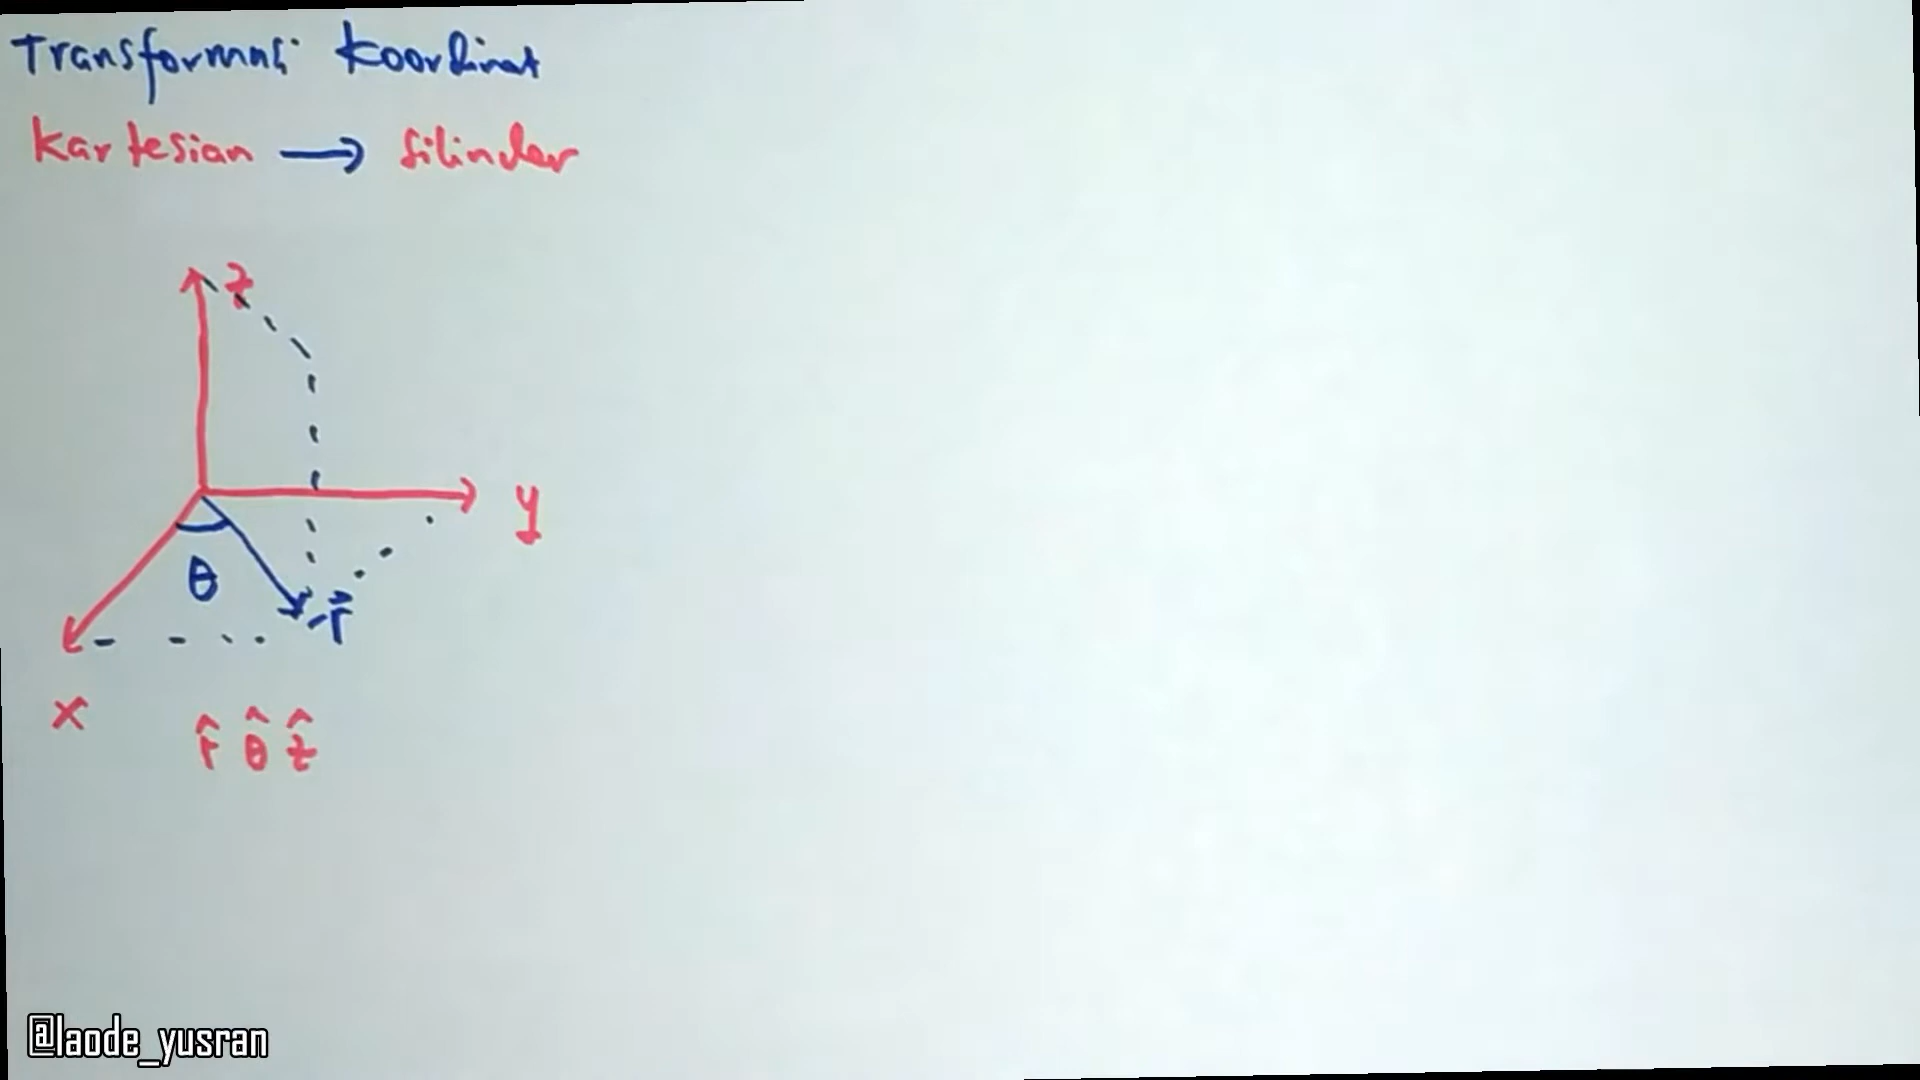 Transformasi Koordinat
Kartesian → Silinder
z
y
θ
r⃗
x
r̂ θ̂ ẑ
@laode_yusran